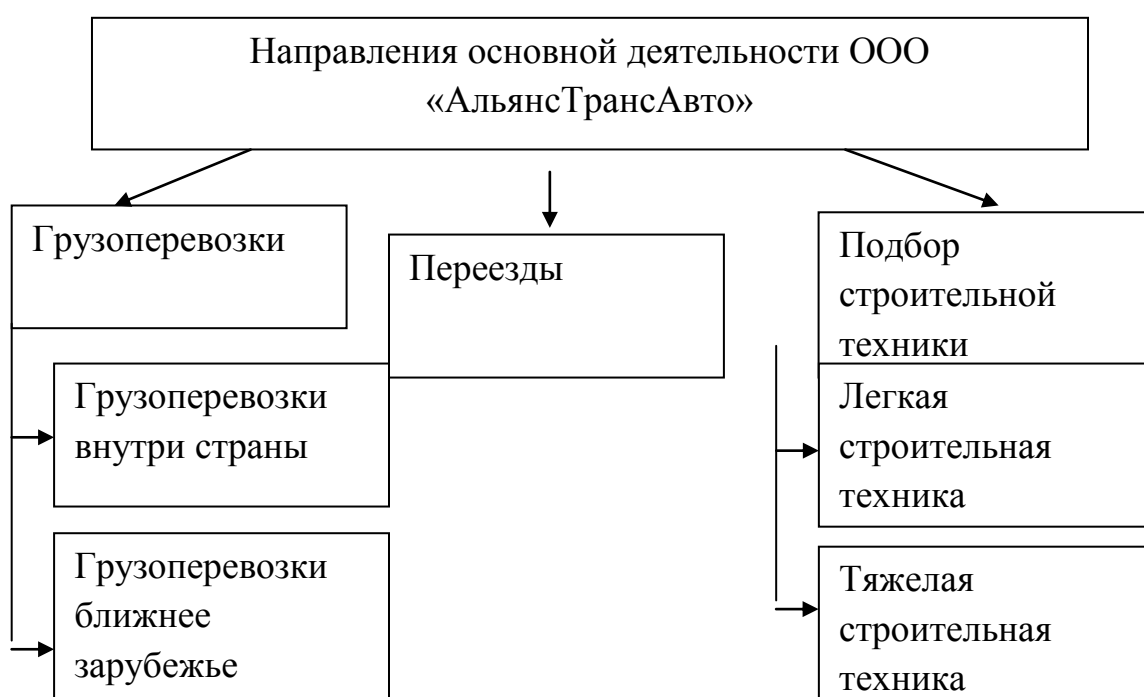 Направления основной деятельности ООО
«АльянсТрансАвто»
Грузоперевозки
Переезды
Подбор
строительной
техники
Грузоперевозки
внутри страны
Легкая
строительная
техника
Грузоперевозки
ближнее
зарубежье
Тяжелая
строительная
техника